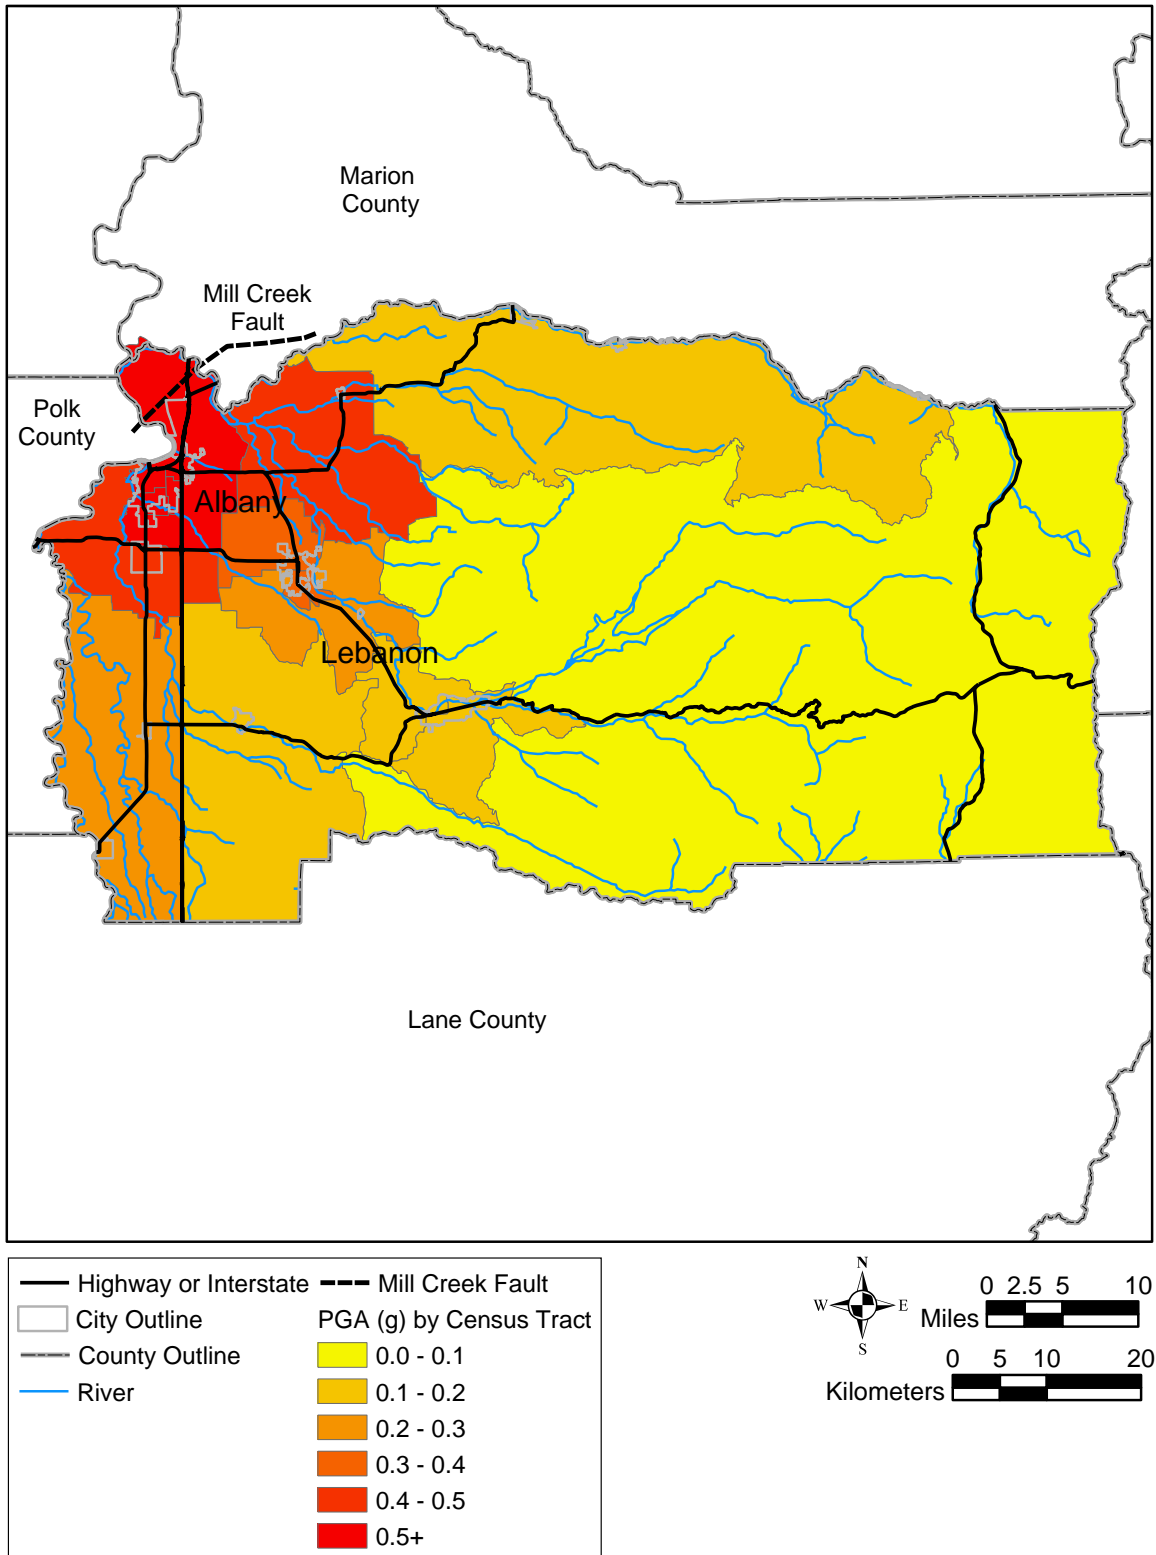 Marion
County
Mill Creek
Fault
Polk
County
Albany
Lebanon
Lane County
Highway or Interstate
City Outline
County Outline
River
Mill Creek Fault
PGA (g) by Census Tract
0.0 - 0.1
0.1 - 0.2
0.2 - 0.3
0.3 - 0.4
0.4 - 0.5
0.5+
N
W E
S
0 2.5 5 10
Miles
0 5 10 20
Kilometers